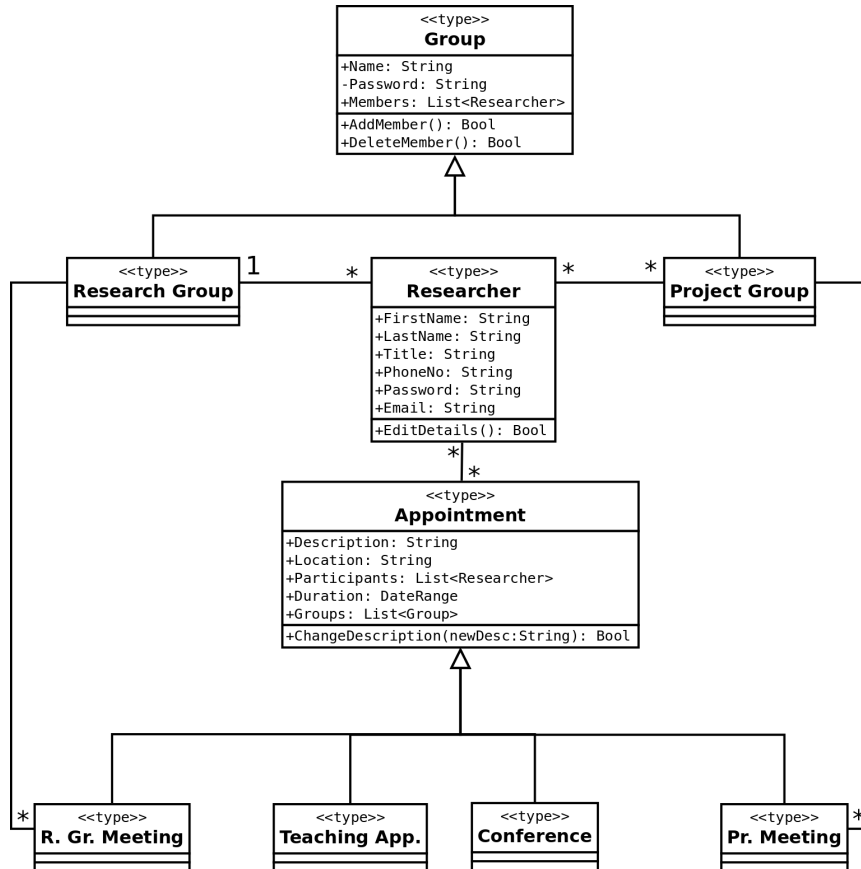 <<type>>
Group
+Name: String
-Password: String
+Members: List<Researcher>
+AddMember(): Bool
+DeleteMember(): Bool
<<type>>
Research Group
1
*
<<type>>
Researcher
+FirstName: String
+LastName: String
+Title: String
+PhoneNo: String
+Password: String
+Email: String
+EditDetails(): Bool
*
*
<<type>>
Project Group
*
*
<<type>>
Appointment
+Description: String
+Location: String
+Participants: List<Researcher>
+Duration: DateRange
+Groups: List<Group>
+ChangeDescription(newDesc:String): Bool
*
<<type>>
R. Gr. Meeting
<<type>>
Teaching App.
<<type>>
Conference
<<type>>
Pr. Meeting
*